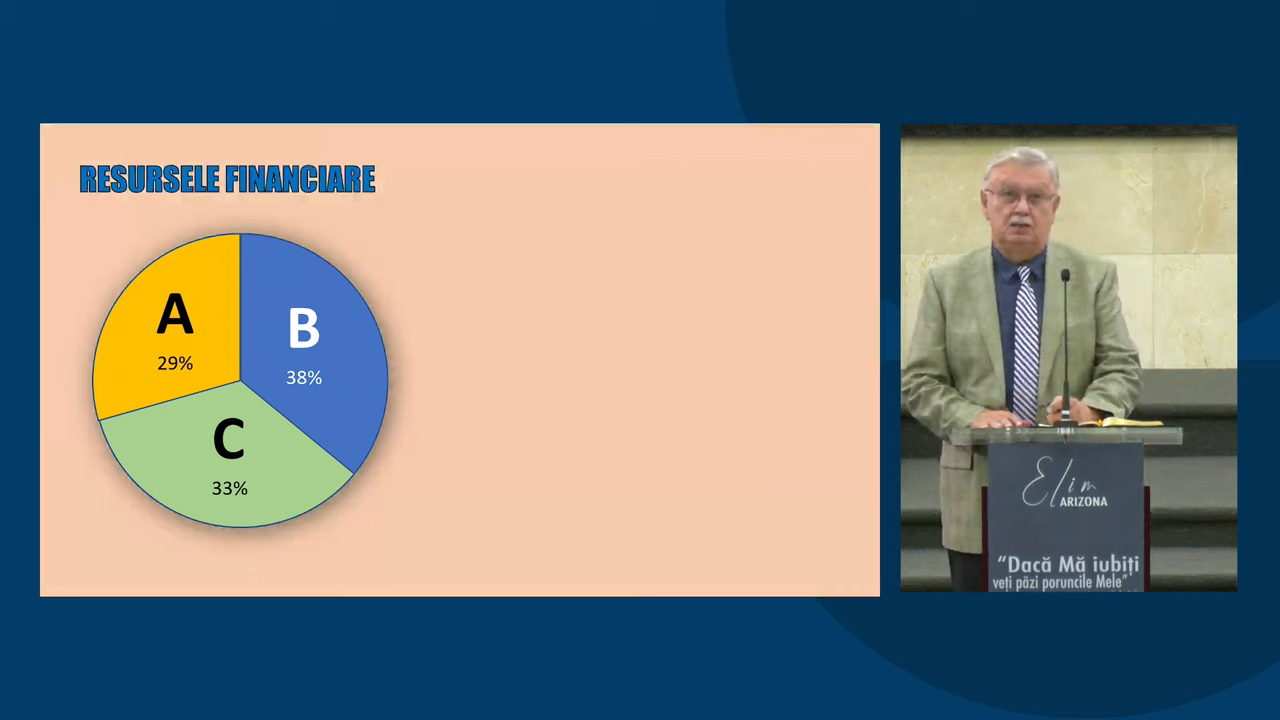 RESURSELE FINANCIARE
A
29%
B
38%
C
33%
Elim
ARIZONA
“Dacă Mă iubiți
veți păzi poruncile Mele”